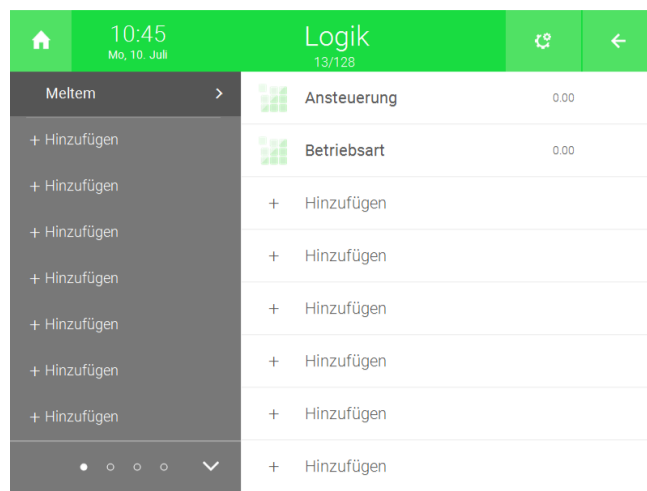 10:45
Mo, 10. Juli
Logik
13/128
Meltem
+ Hinzufügen
+ Hinzufügen
+ Hinzufügen
+ Hinzufügen
+ Hinzufügen
+ Hinzufügen
+ Hinzufügen
Ansteuerung 0.00
Betriebsart 0.00
+ Hinzufügen
+ Hinzufügen
+ Hinzufügen
+ Hinzufügen
+ Hinzufügen
+ Hinzufügen